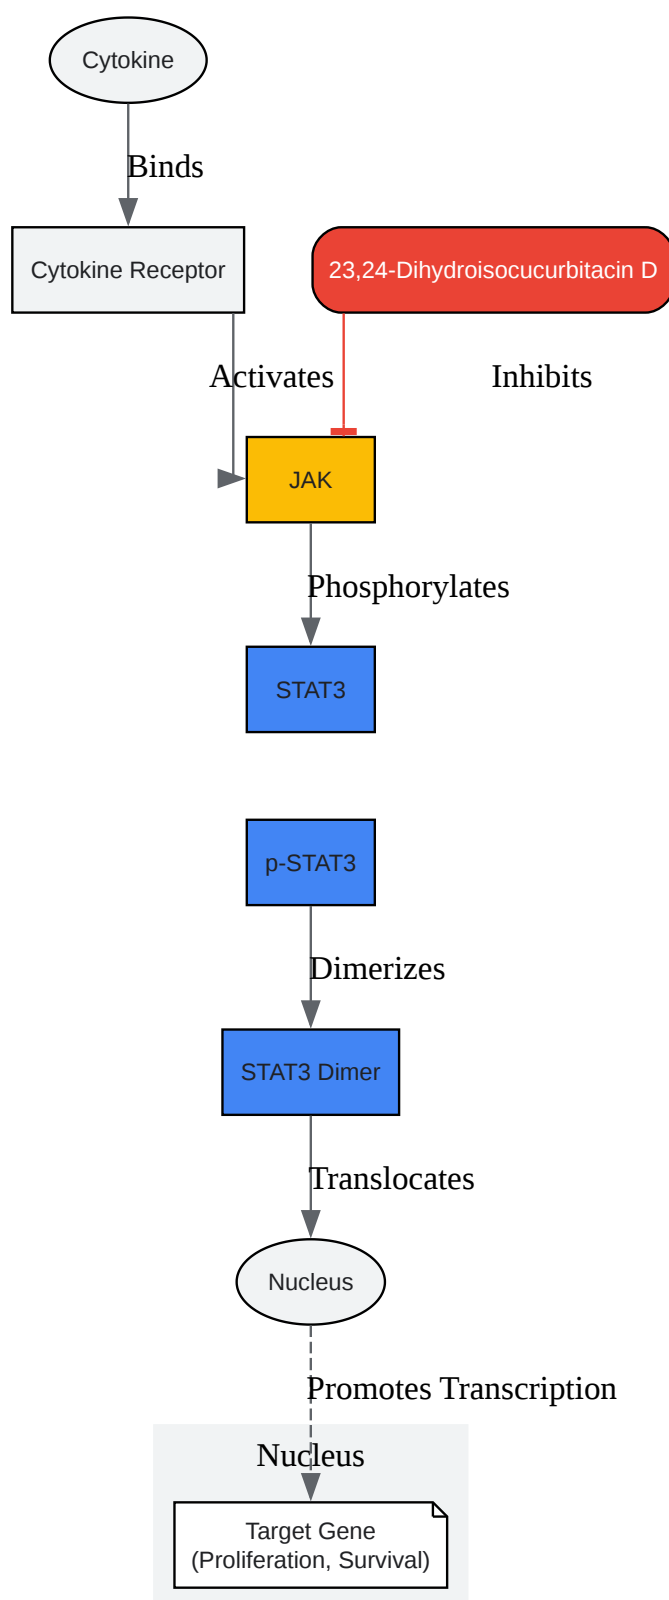 Cytokine
Binds
Cytokine Receptor
23,24-Dihydroisocucurbitacin D
Activates
Inhibits
JAK
Phosphorylates
STAT3
p-STAT3
Dimerizes
STAT3 Dimer
Translocates
Nucleus
Promotes Transcription
Nucleus
Target Gene
(Proliferation, Survival)